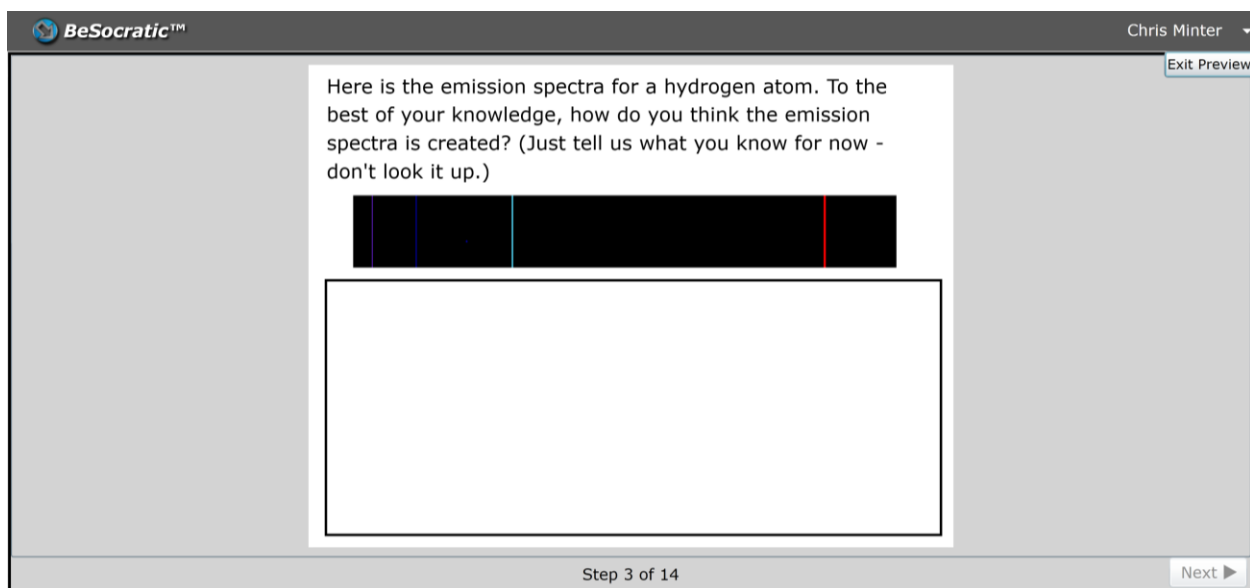 BeSocratic™
Chris Minter
Exit Preview
Here is the emission spectra for a hydrogen atom. To the
best of your knowledge, how do you think the emission
spectra is created? (Just tell us what you know for now -
don't look it up.)
Step 3 of 14
Next